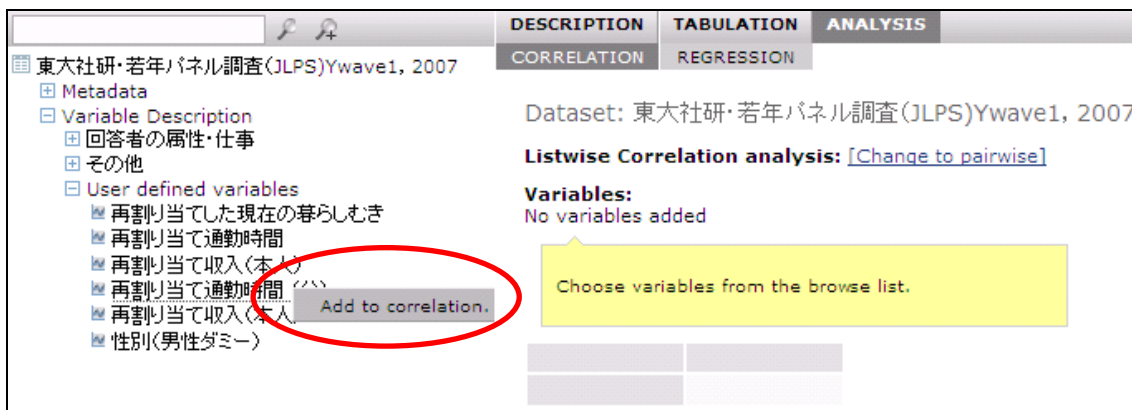 DESCRIPTION TABULATION ANALYSIS
CORRELATION REGRESSION
東大社研・若年パネル調査(JLPS)Ywave1, 2007
Metadata
Variable Description
回答者の属性・仕事
その他
User defined variables
再割り当てした現在の暮らしむき
再割り当て通勤時間
再割り当て収入(本人)
再割り当て通勤時間
Add to correlation.
再割り当て収入(本人
性別(男性ダミー)
Dataset: 東大社研・若年パネル調査(JLPS)Ywave1, 2007
Listwise Correlation analysis: [Change to pairwise]
Variables:
No variables added
Choose variables from the browse list.